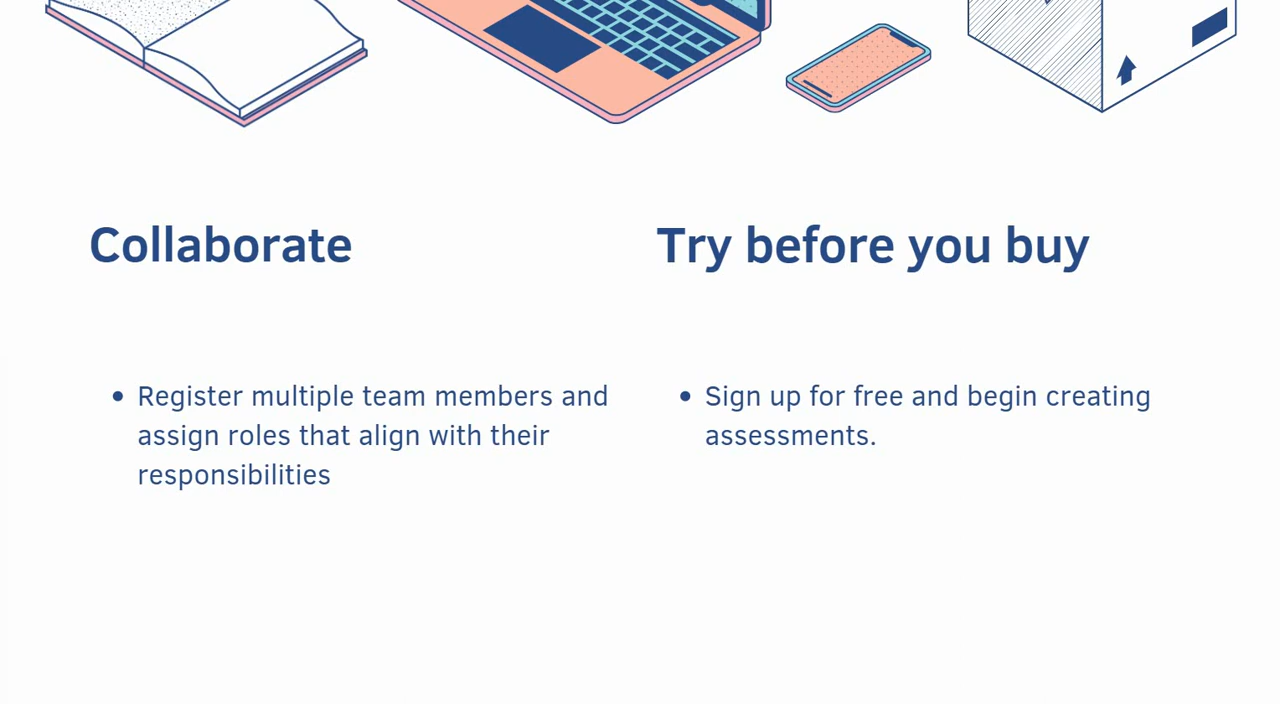 Collaborate
Register multiple team members and
assign roles that align with their
responsibilities
Try before you buy
Sign up for free and begin creating
assessments.